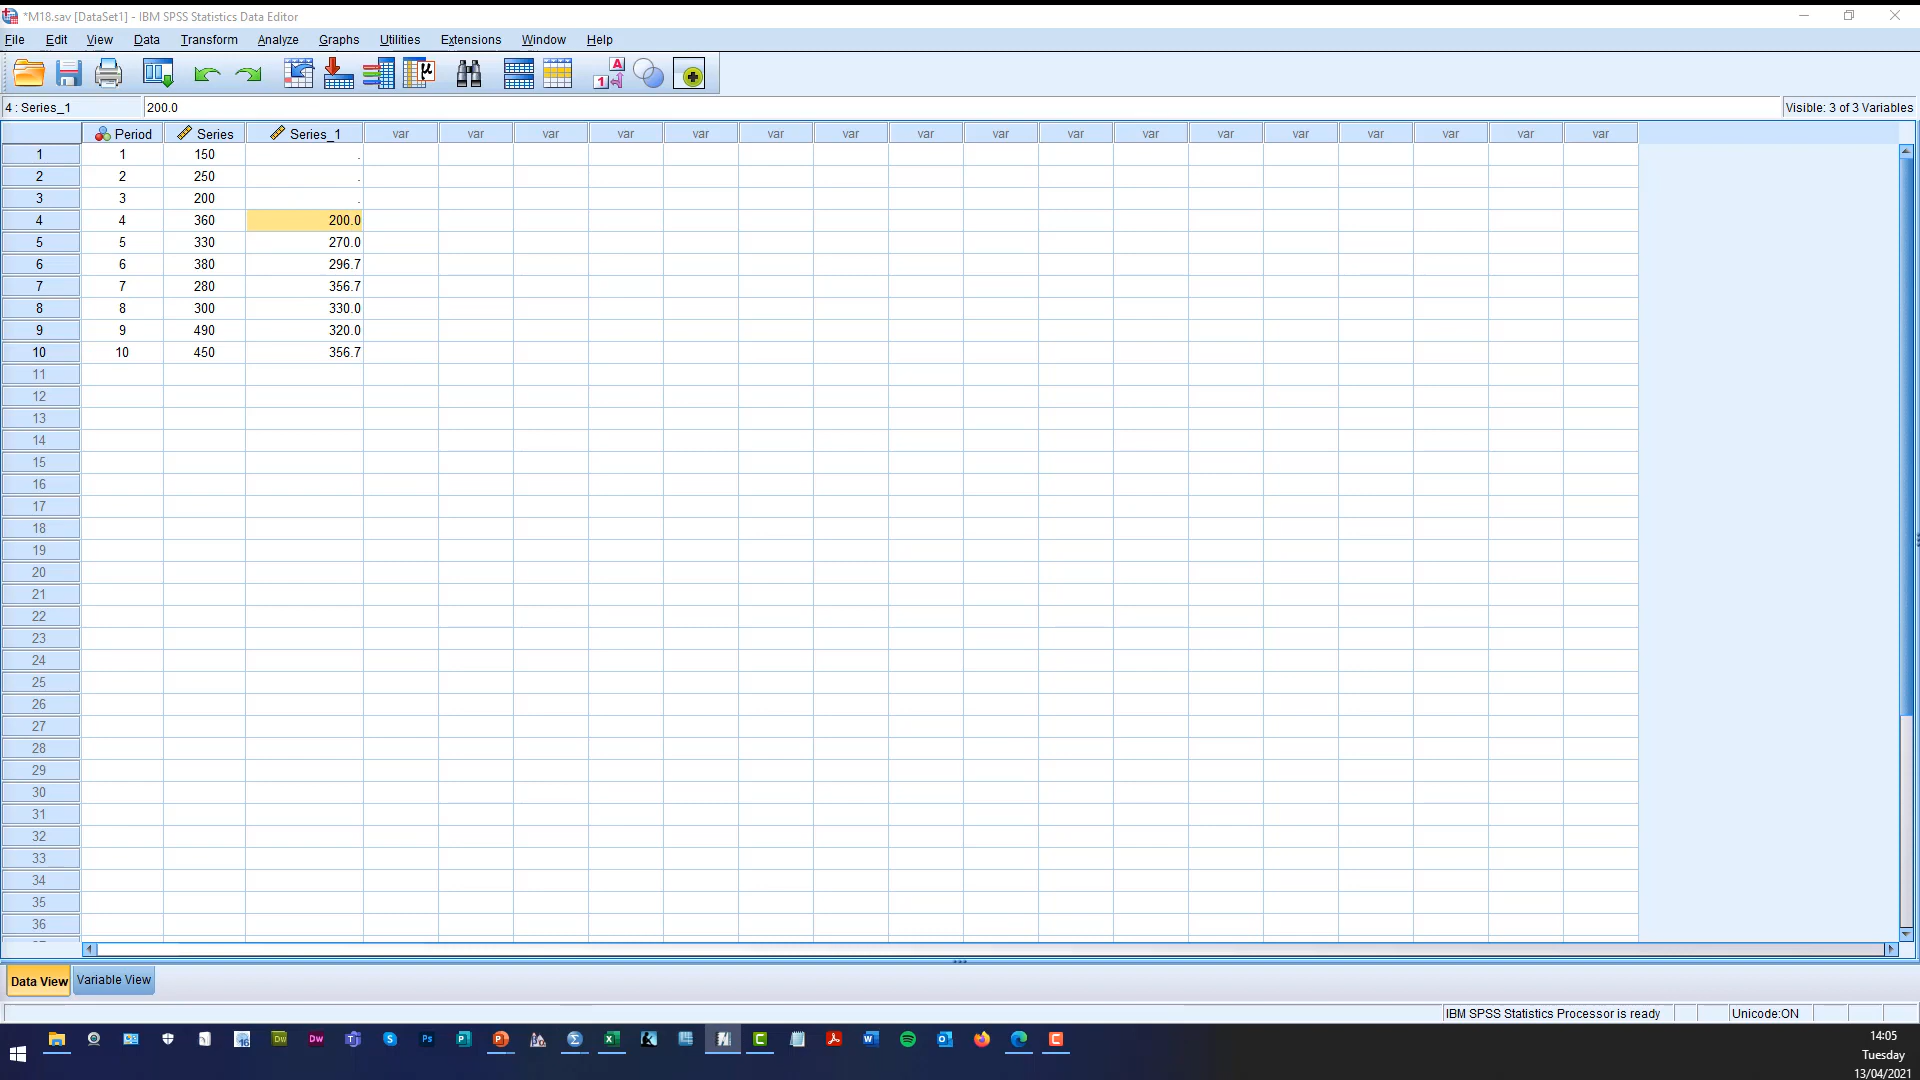 *M18.sav [DataSet1] - IBM SPSS Statistics Data Editor
File Edit View Data Transform Analyze Graphs Utilities Extensions Window Help
4 : Series_1 200.0 Visible: 3 of 3 Variables
Period Series Series_1 var var var var var var var var var var var var var var var var var
1 1 150 .
2 2 250 .
3 3 200 .
4 4 360 200.0
5 5 330 270.0
6 6 380 296.7
7 7 280 356.7
8 8 300 330.0
9 9 490 320.0
10 10 450 356.7
11
12
13
14
15
16
17
18
19
20
21
22
23
24
25
26
27
28
29
30
31
32
33
34
35
36
Data View Variable View
IBM SPSS Statistics Processor is ready Unicode:ON
14:05
Tuesday
13/04/2021